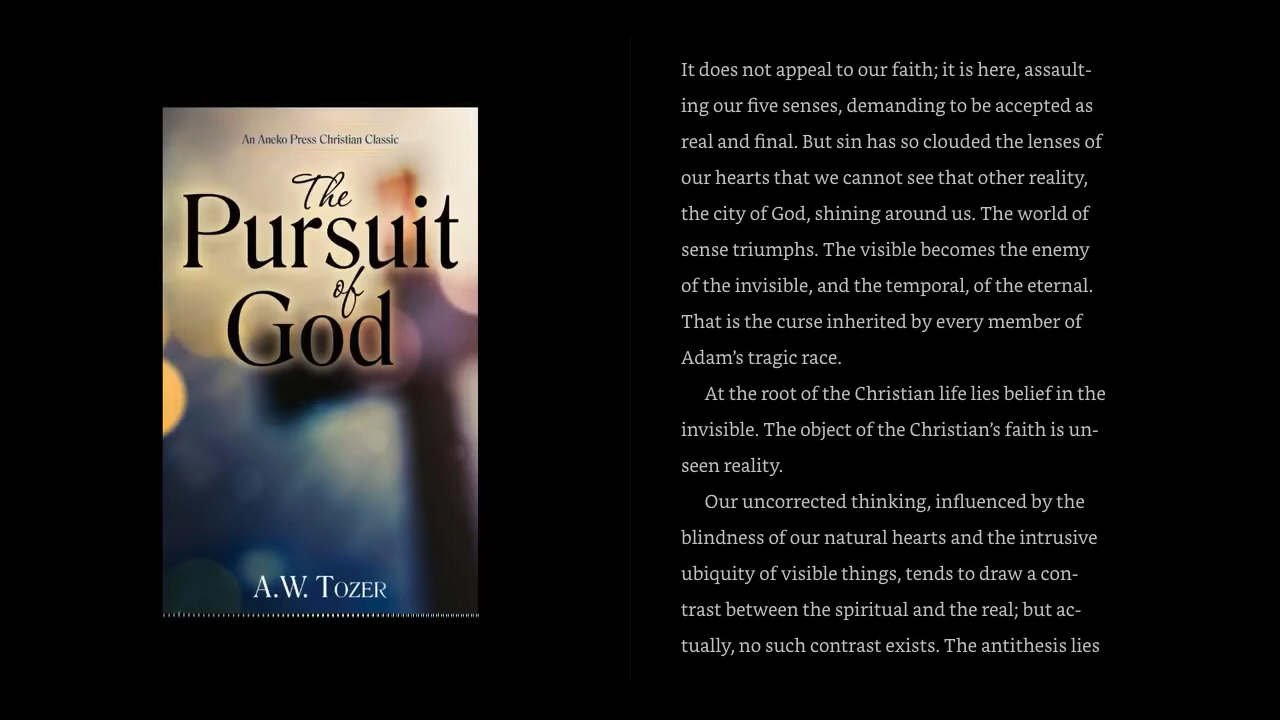 An Aneko Press Christian Classic
The
Pursuit
of
God
A.W. Tozer
It does not appeal to our faith; it is here, assault-
ing our five senses, demanding to be accepted as
real and final. But sin has so clouded the lenses of
our hearts that we cannot see that other reality,
the city of God, shining around us. The world of
sense triumphs. The visible becomes the enemy
of the invisible, and the temporal, of the eternal.
That is the curse inherited by every member of
Adam’s tragic race.
At the root of the Christian life lies belief in the
invisible. The object of the Christian’s faith is un-
seen reality.
Our uncorrected thinking, influenced by the
blindness of our natural hearts and the intrusive
ubiquity of visible things, tends to draw a con-
trast between the spiritual and the real; but ac-
tually, no such contrast exists. The antithesis lies